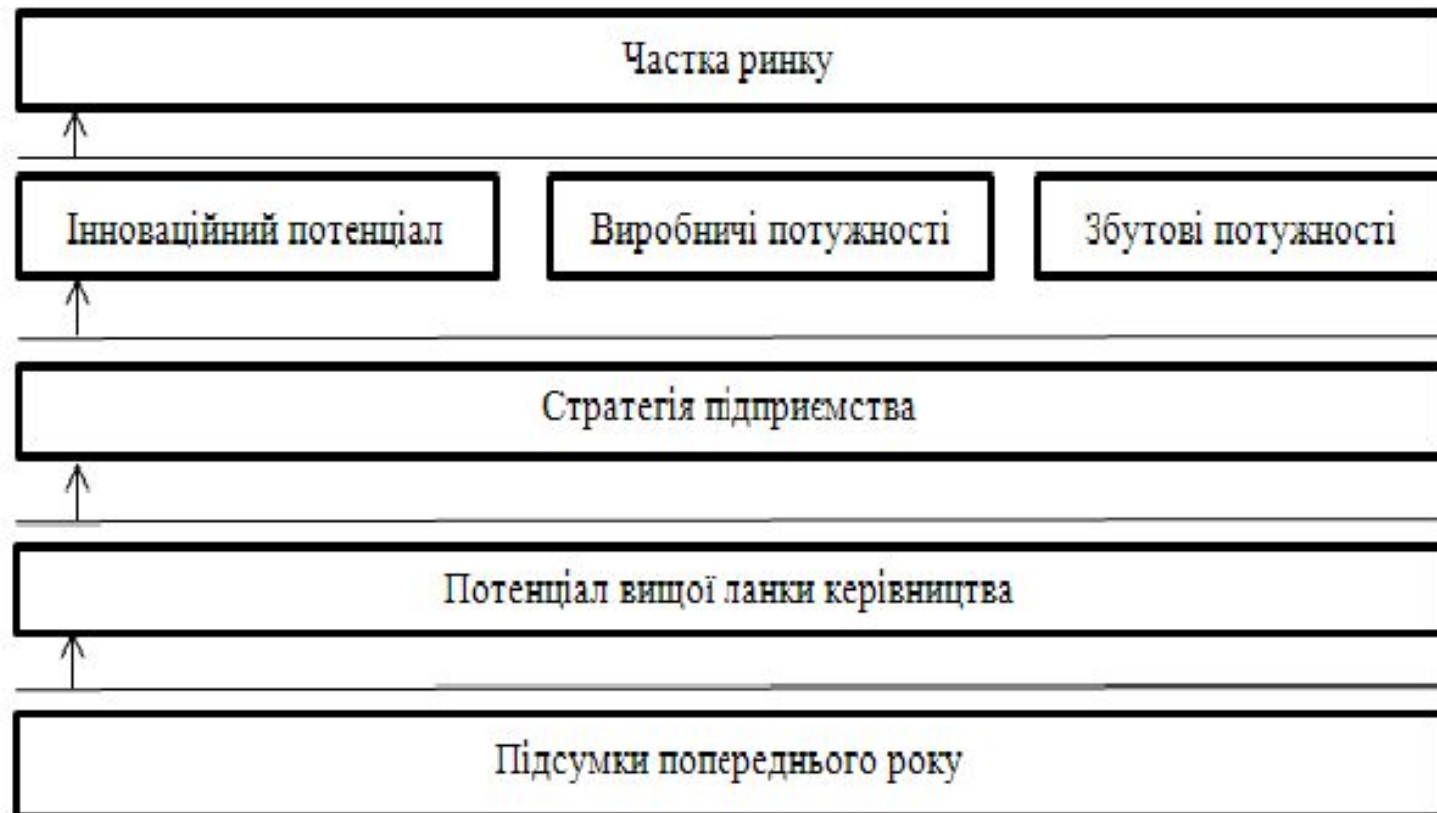 Частка ринку
Інноваційний потенціал
Виробничі потужності
Збутові потужності
Стратегія підприємства
Потенціал вищої ланки керівництва
Підсумки попереднього року